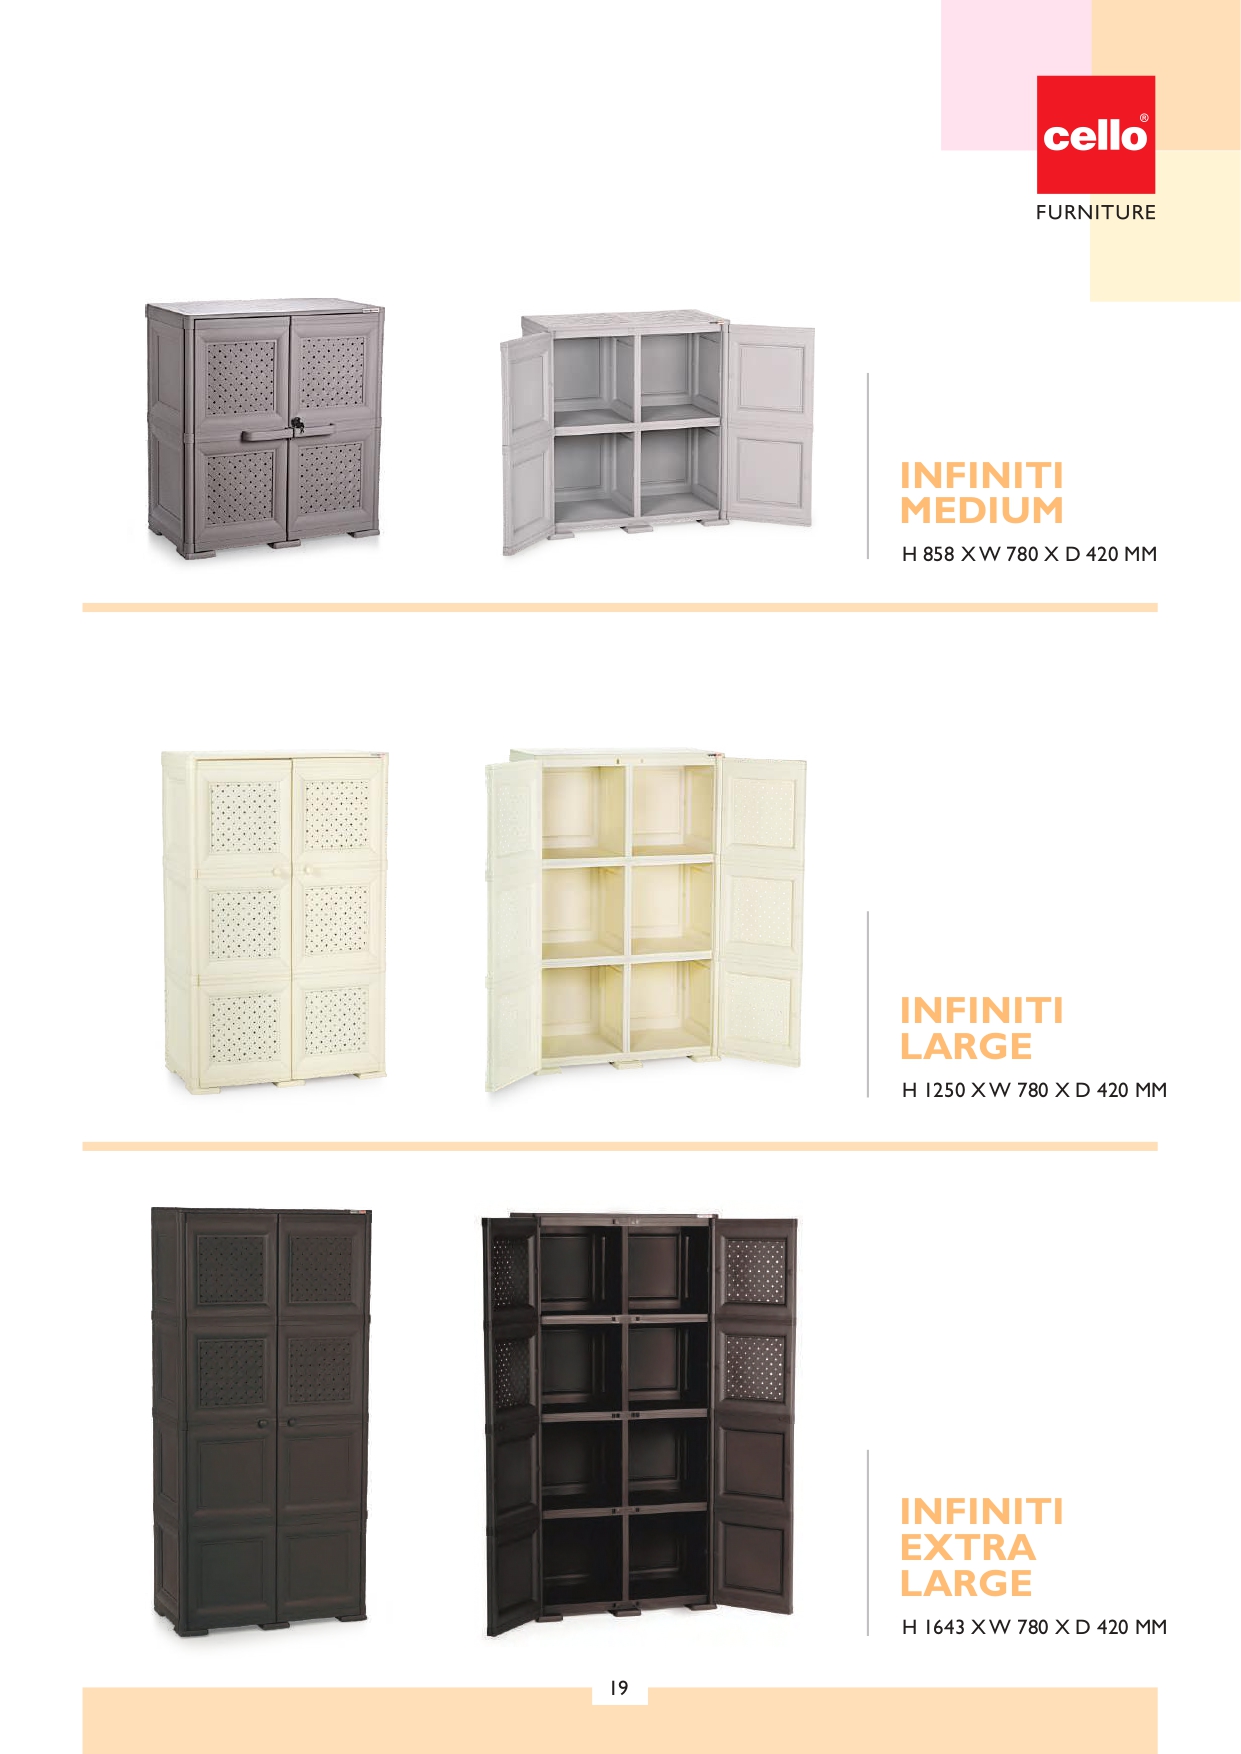 cello®
FURNITURE
INFINITI
MEDIUM
H 858 X W 780 X D 420 MM
INFINITI
LARGE
H 1250 X W 780 X D 420 MM
INFINITI
EXTRA
LARGE
H 1643 X W 780 X D 420 MM
19